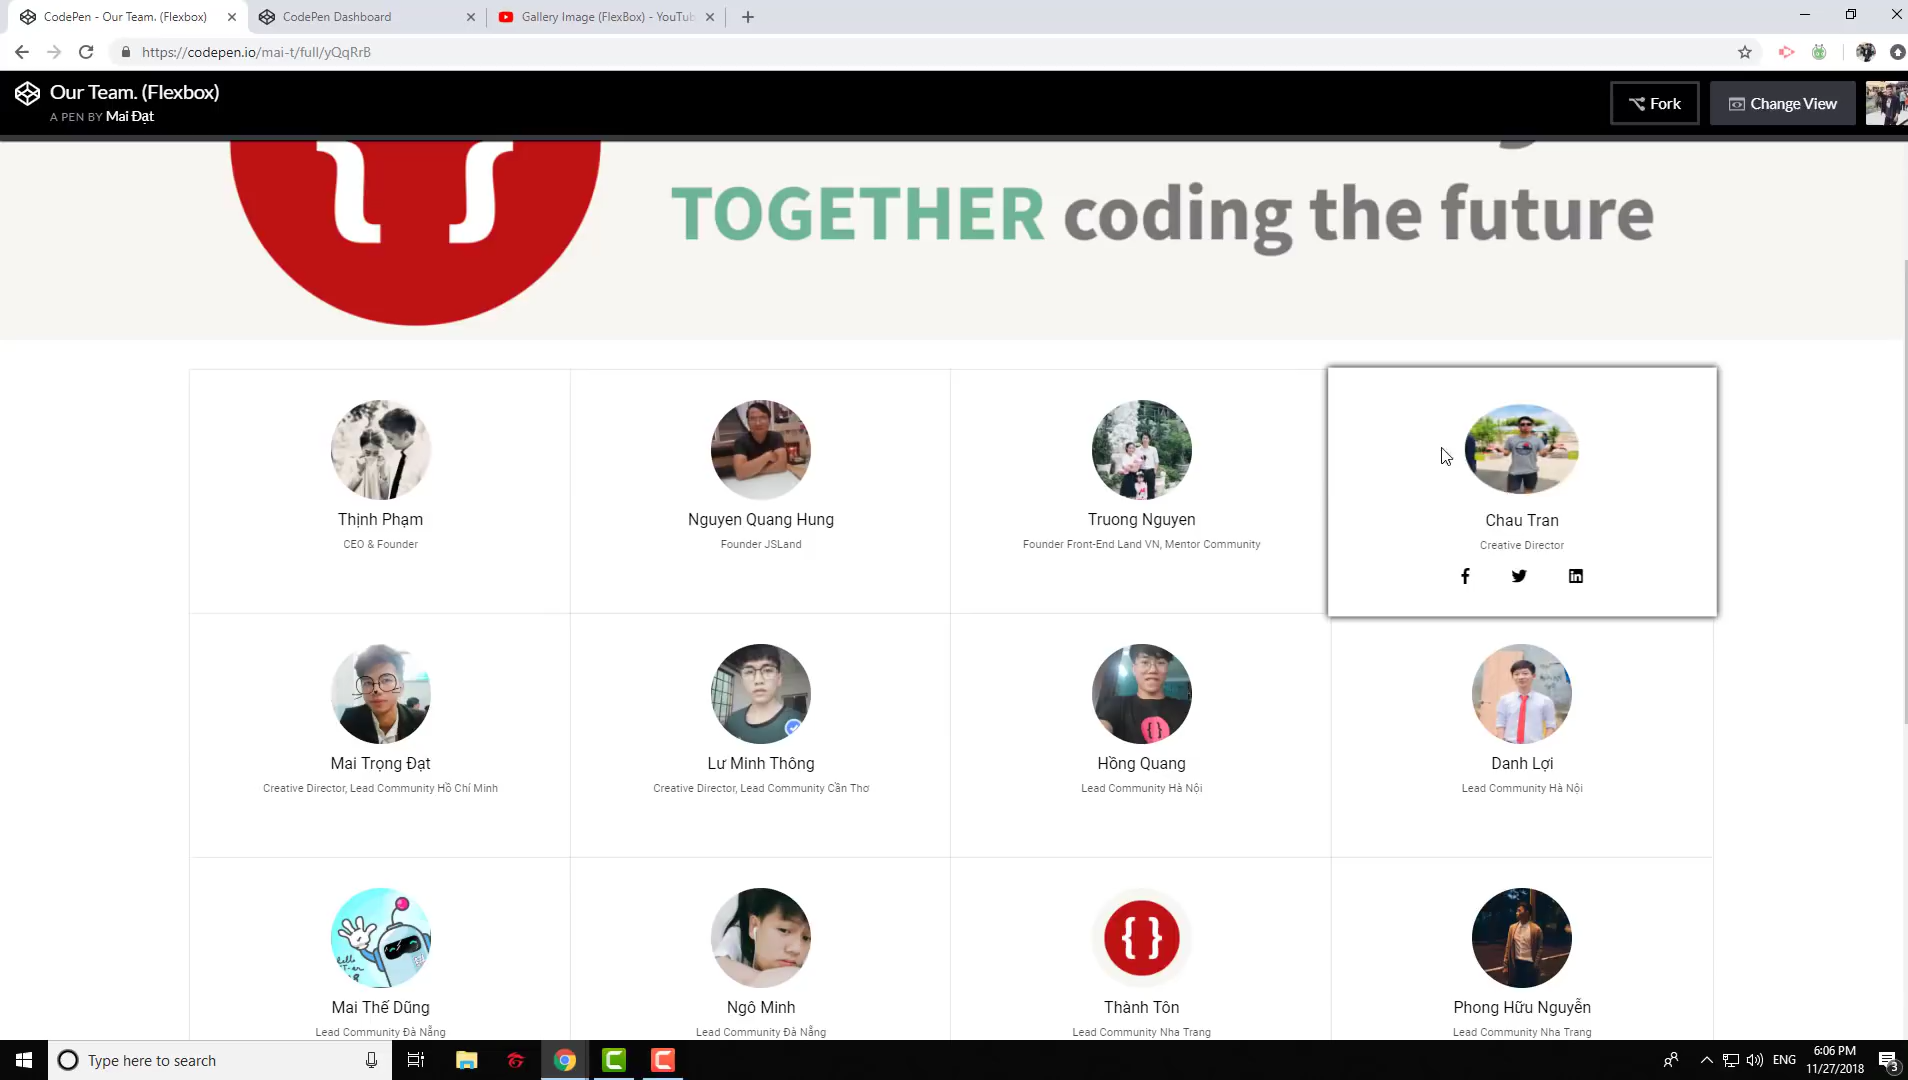 CodePen - Our Team. (Flexbox)
CodePen Dashboard
Gallery Image (FlexBox) - YouTu
https://codepen.io/mai-t/full/yQqRrB
Our Team. (Flexbox)
A PEN BY Mai Đạt
Fork
Change View
{ }
TOGETHER coding the future
Thịnh Phạm
CEO & Founder
Nguyen Quang Hung
Founder JSLand
Truong Nguyen
Founder Front-End Land VN, Mentor Community
Chau Tran
Creative Director
Mai Trọng Đạt
Creative Director, Lead Community Hồ Chí Minh
Lư Minh Thông
Creative Director, Lead Community Cần Thơ
Hồng Quang
Lead Community Hà Nội
Danh Lợi
Lead Community Hà Nội
Mai Thế Dũng
Lead Community Đà Nẵng
Ngô Minh
Lead Community Đà Nẵng
{ }
Thành Tôn
Lead Community Nha Trang
Phong Hữu Nguyễn
Lead Community Nha Trang
Type here to search
ENG
6:06 PM
11/27/2018
3